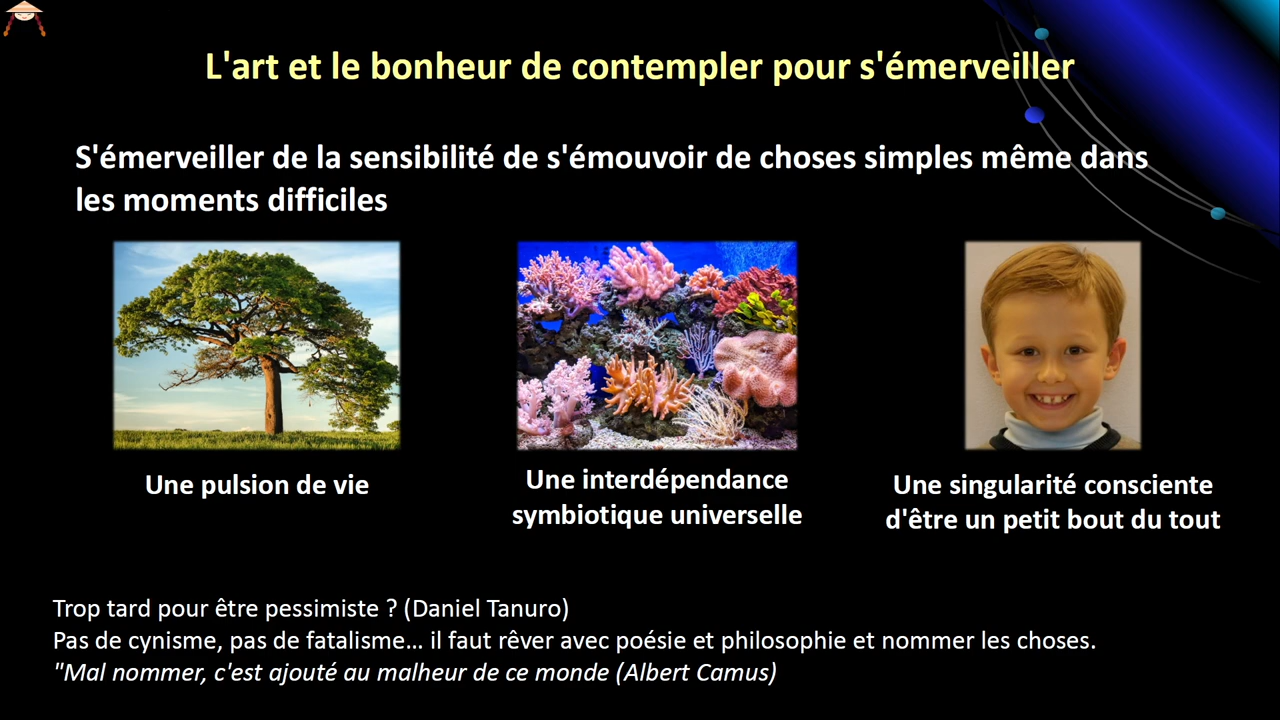 L'art et le bonheur de contempler pour s'émerveiller
S'émerveiller de la sensibilité de s'émouvoir de choses simples même dans
les moments difficiles
Une pulsion de vie
Une interdépendance
symbiotique universelle
Une singularité consciente
d'être un petit bout du tout
Trop tard pour être pessimiste ? (Daniel Tanuro)
Pas de cynisme, pas de fatalisme… il faut rêver avec poésie et philosophie et nommer les choses.
"Mal nommer, c'est ajouté au malheur de ce monde (Albert Camus)